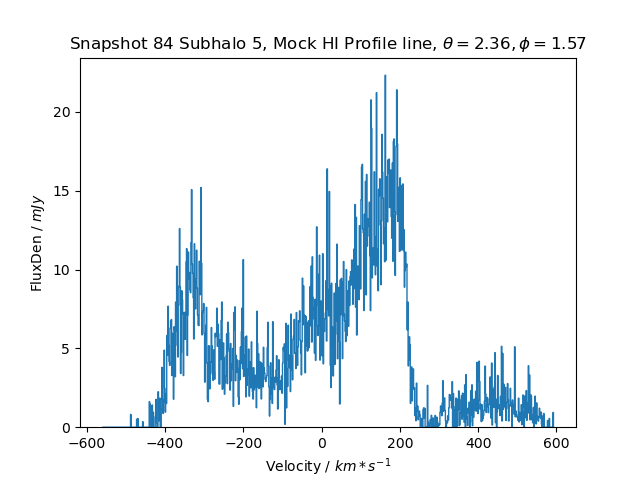 Snapshot 84 Subhalo 5, Mock HI Profile line, θ = 2.36, ϕ = 1.57
FluxDen / mJy
20
15
10
5
0
−600 −400 −200 0 200 400 600
Velocity / km * s⁻¹